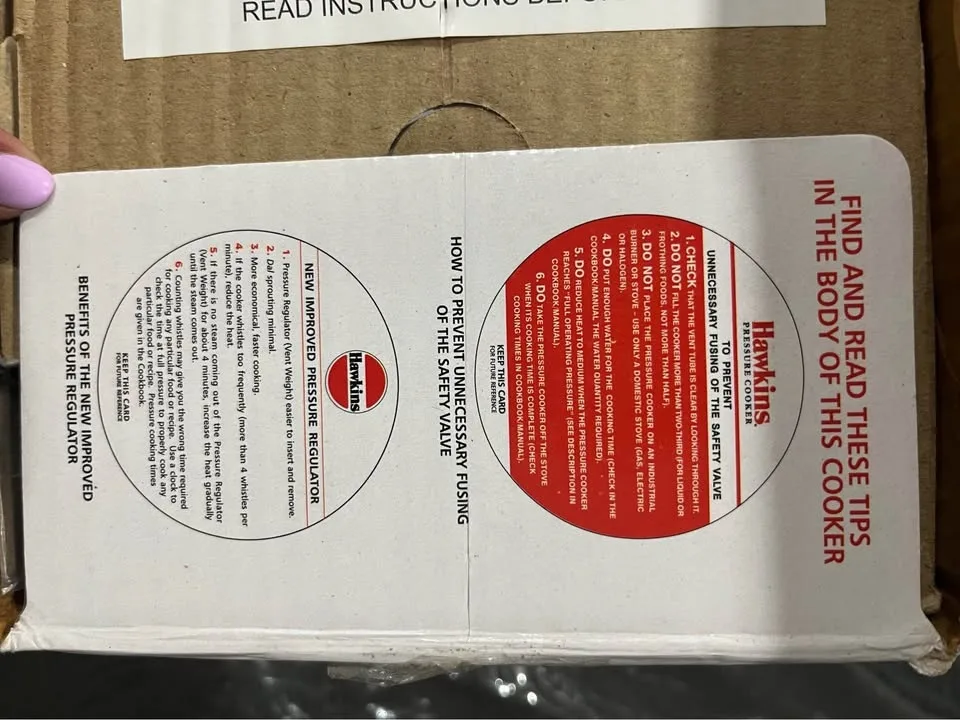 READ INSTRUCTIONS
FIND AND READ THESE TIPS
IN THE BODY OF THIS COOKER
Hawkins
PRESSURE COOKER
TO PREVENT
UNNECESSARY FUSING OF THE SAFETY VALVE
1. CHECK THAT THE VENT TUBE IS CLEAR BY LOOKING THROUGH IT.
2. DO NOT FILL THE COOKER MORE THAN TWO-THIRD (FOR LIQUID OR
FROTHING FOODS, NOT MORE THAN HALF).
3. DO NOT PLACE THE PRESSURE COOKER ON AN INDUSTRIAL
BURNER OR STOVE – USE ONLY A DOMESTIC STOVE (GAS, ELECTRIC
OR HALOGEN).
4. DO PUT ENOUGH WATER FOR THE COOKING TIME (CHECK IN THE
COOKBOOK/MANUAL THE WATER QUANTITY REQUIRED).
5. DO REDUCE HEAT TO MEDIUM WHEN THE PRESSURE COOKER
REACHES "FULL OPERATING PRESSURE" (SEE DESCRIPTION IN
COOKBOOK/MANUAL).
6. DO TAKE THE PRESSURE COOKER OFF THE STOVE
WHEN ITS COOKING TIME IS COMPLETE (CHECK
COOKING TIMES IN COOKBOOK/MANUAL).
KEEP THIS CARD
FOR FUTURE REFERENCE
HOW TO PREVENT UNNECESSARY FUSING
OF THE SAFETY VALVE
Hawkins
NEW IMPROVED PRESSURE REGULATOR
1. Pressure Regulator (Vent Weight) easier to insert and remove.
2. Dal sprouting minimal.
3. More economical, faster cooking.
4. If the cooker whistles too frequently (more than 4 whistles per
minute), reduce the heat.
5. If there is no steam coming out of the Pressure Regulator
(Vent Weight) for about 4 minutes, increase the heat gradually
until the steam comes out.
6. Counting whistles may give you the wrong time required
for cooking any particular food or recipe. Use a clock to
check the time at full pressure to properly cook any
particular food or recipe. Pressure cooking times
are given in the Cookbook.
KEEP THIS CARD
FOR FUTURE REFERENCE
BENEFITS OF THE NEW IMPROVED
PRESSURE REGULATOR